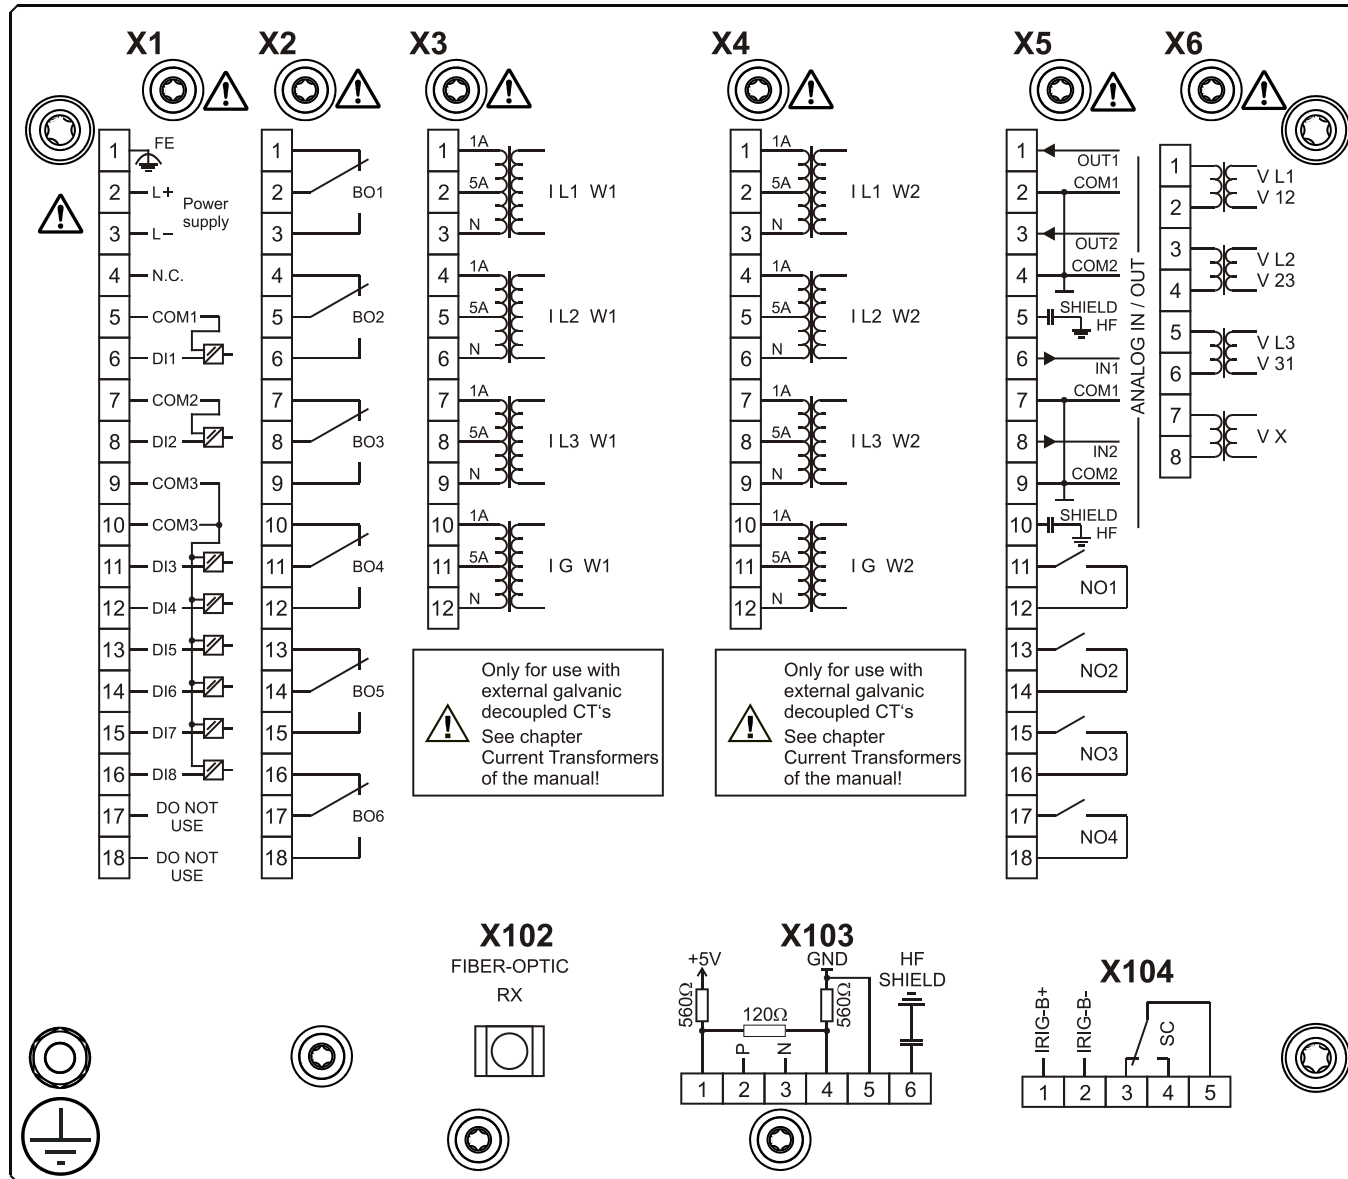 X1
X2
X3
X4
X5
X6
1
FE
2
L+
Power
supply
3
L–
4
N.C.
5
COM1
6
DI1
7
COM2
8
DI2
9
COM3
10
COM3
11
DI3
12
DI4
13
DI5
14
DI6
15
DI7
16
DI8
17
DO NOT
USE
18
DO NOT
USE
1
2
BO1
3
4
5
BO2
6
7
8
BO3
9
10
11
BO4
12
13
14
BO5
15
16
17
BO6
18
1
1A
2
5A
I L1 W1
3
N
4
1A
5
5A
I L2 W1
6
N
7
1A
8
5A
I L3 W1
9
N
10
1A
11
5A
I G W1
12
N
Only for use with
external galvanic
decoupled CT's
See chapter
Current Transformers
of the manual!
1
1A
2
5A
I L1 W2
3
N
4
1A
5
5A
I L2 W2
6
N
7
1A
8
5A
I L3 W2
9
N
10
1A
11
5A
I G W2
12
N
Only for use with
external galvanic
decoupled CT's
See chapter
Current Transformers
of the manual!
1
OUT1
2
COM1
3
OUT2
4
COM2
5
SHIELD
HF
6
IN1
7
COM1
8
IN2
9
COM2
10
SHIELD
HF
ANALOG IN / OUT
11
NO1
12
13
NO2
14
15
NO3
16
17
NO4
18
1
V L1
V 12
2
3
V L2
V 23
4
5
V L3
V 31
6
7
V X
8
X102
FIBER-OPTIC
RX
X103
+5V
GND
HF
SHIELD
560Ω
120Ω
560Ω
P
N
1 2 3 4 5 6
X104
IRIG-B+
IRIG-B-
SC
1 2 3 4 5